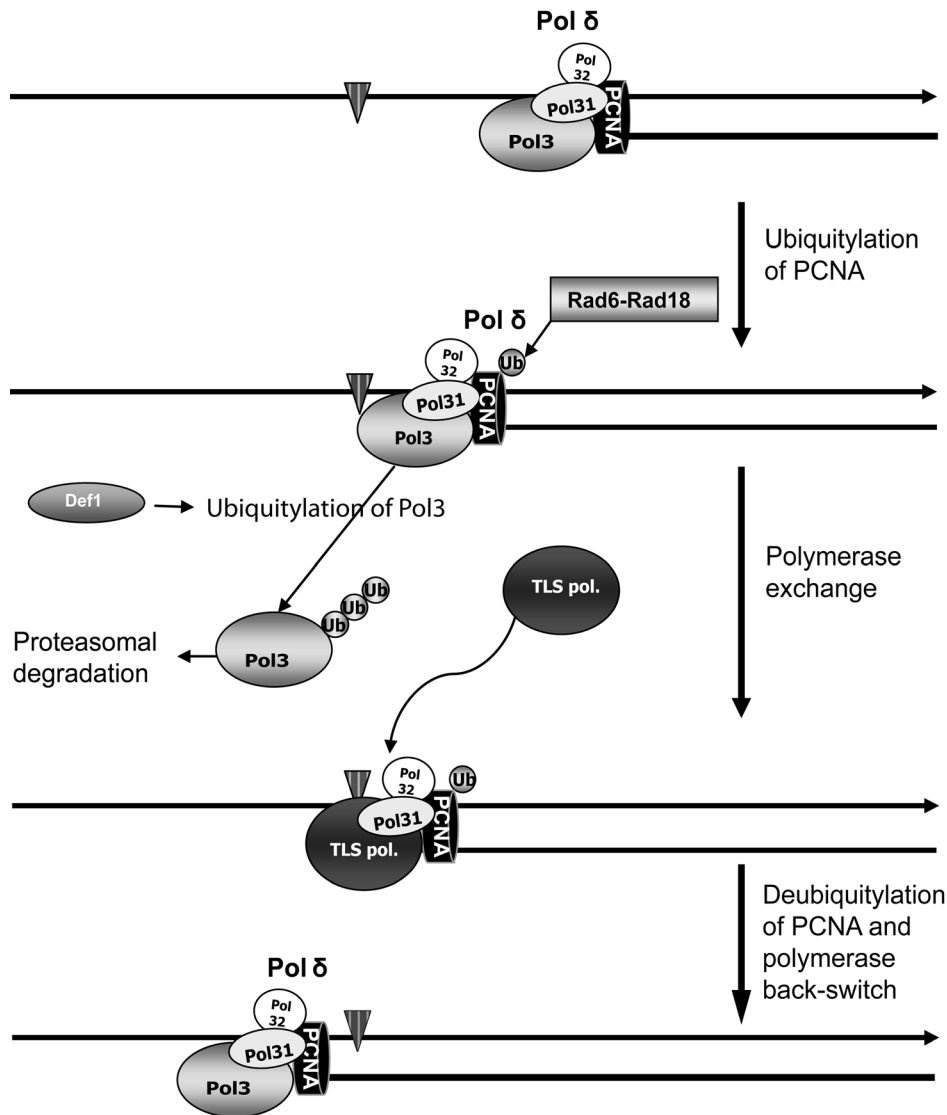 Pol δ
Pol
32
Pol31
PCNA
Pol3
Ubiquitylation
of PCNA
Rad6-Rad18
Pol δ
Ub
Pol
32
Pol31
PCNA
Pol3
Def1
Ubiquitylation of Pol3
Polymerase
exchange
TLS pol.
Ub
Ub
Ub
Pol3
Proteasomal
degradation
Pol
32
Ub
Pol31
PCNA
TLS pol.
Deubiquitylation
of PCNA and
polymerase
back-switch
Pol δ
Pol
32
Pol31
PCNA
Pol3